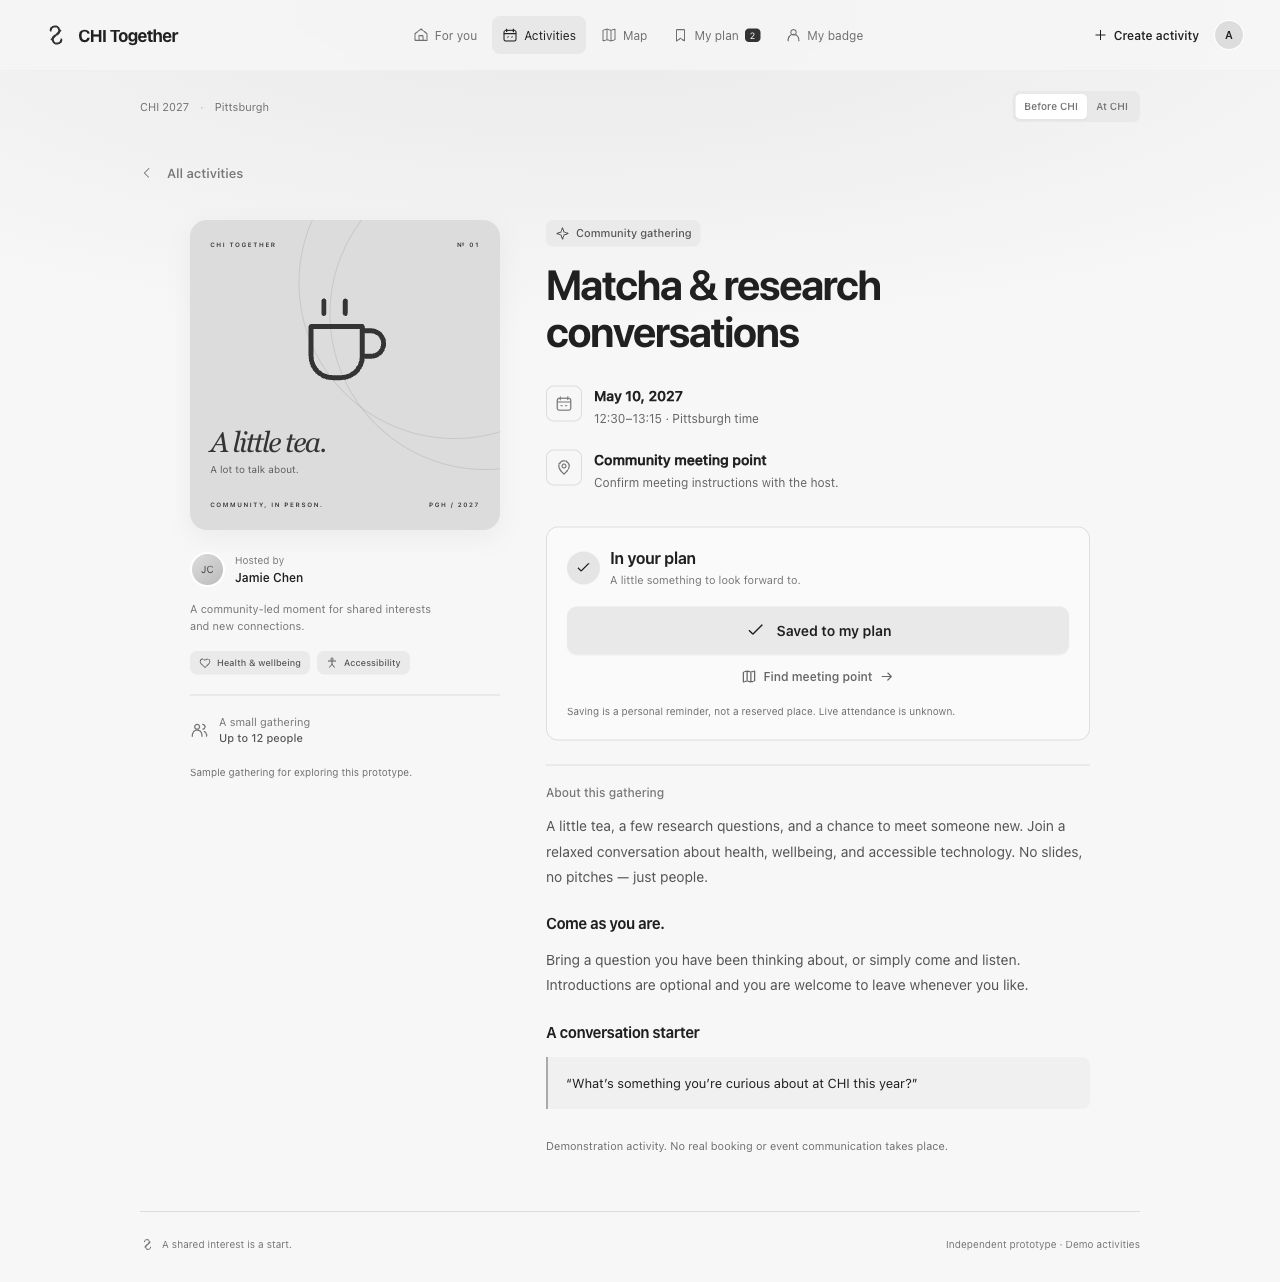 CHI Together
For you
Activities
Map
My plan 2
My badge
Create activity
A
CHI 2027 · Pittsburgh
Before CHI
At CHI
All activities
CHI TOGETHER
Nº 01
A little tea.
A lot to talk about.
COMMUNITY, IN PERSON.
PGH / 2027
JC
Hosted by
Jamie Chen
A community-led moment for shared interests
and new connections.
Health & wellbeing
Accessibility
A small gathering
Up to 12 people
Sample gathering for exploring this prototype.
Community gathering
Matcha & research
conversations
May 10, 2027
12:30–13:15 · Pittsburgh time
Community meeting point
Confirm meeting instructions with the host.
In your plan
A little something to look forward to.
Saved to my plan
Find meeting point →
Saving is a personal reminder, not a reserved place. Live attendance is unknown.
About this gathering
A little tea, a few research questions, and a chance to meet someone new. Join a
relaxed conversation about health, wellbeing, and accessible technology. No slides,
no pitches — just people.
Come as you are.
Bring a question you have been thinking about, or simply come and listen.
Introductions are optional and you are welcome to leave whenever you like.
A conversation starter
“What’s something you’re curious about at CHI this year?”
Demonstration activity. No real booking or event communication takes place.
A shared interest is a start.
Independent prototype · Demo activities